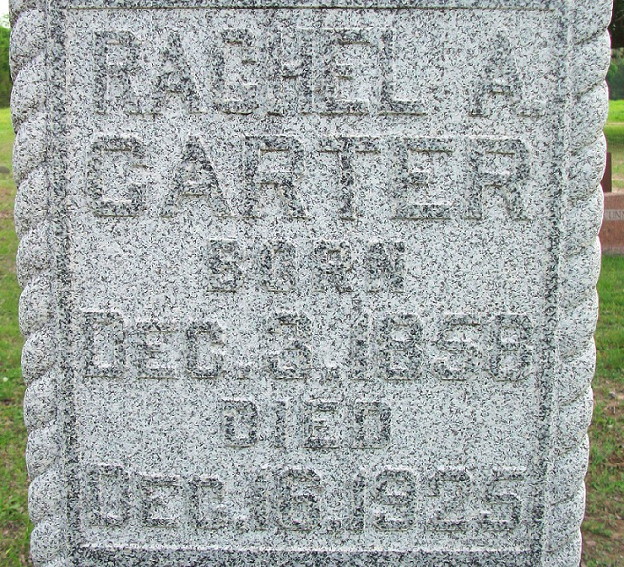 RACHEL A.
CARTER
BORN
DEC. 3, 1858
DIED
DEC. 16, 1925